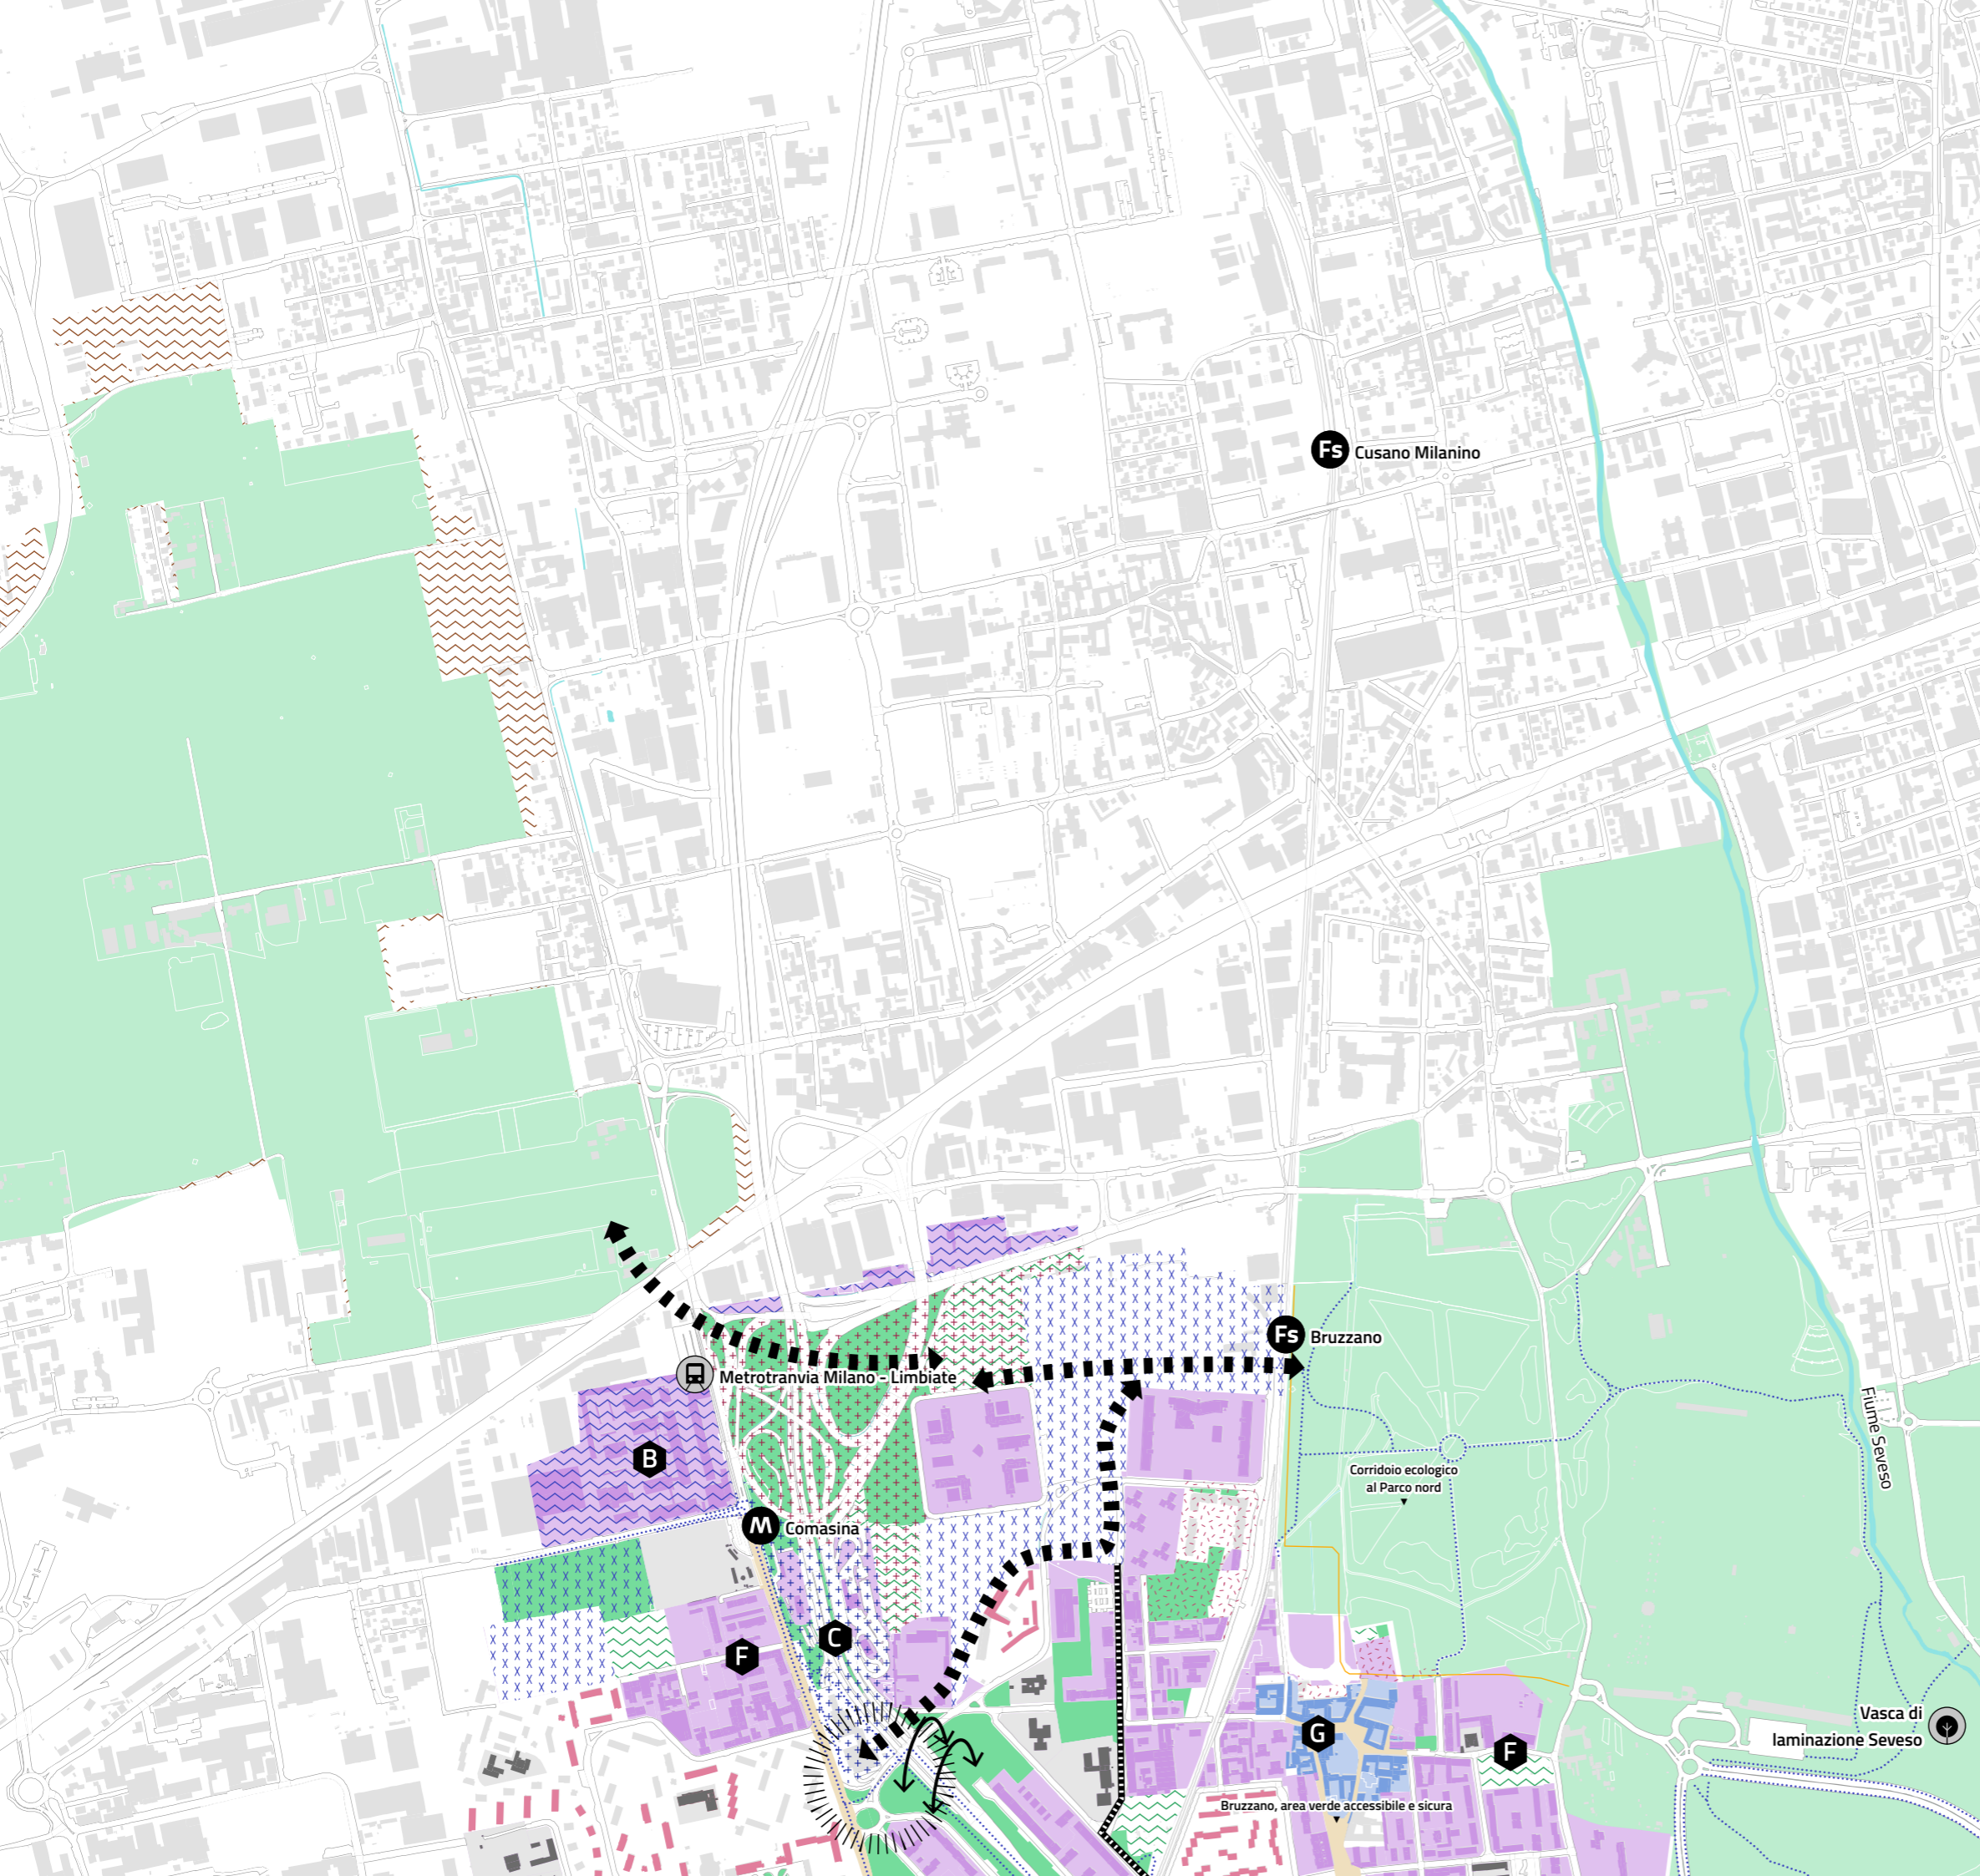 Fs Cusano Milanino
Fs Bruzzano
Metrotranvia Milano - Limbiate
Fiume Seveso
B
Corridoio ecologico
al Parco nord
M Comasina
C
F
Vasca di
laminazione Seveso
G
F
Bruzzano, area verde accessibile e sicura